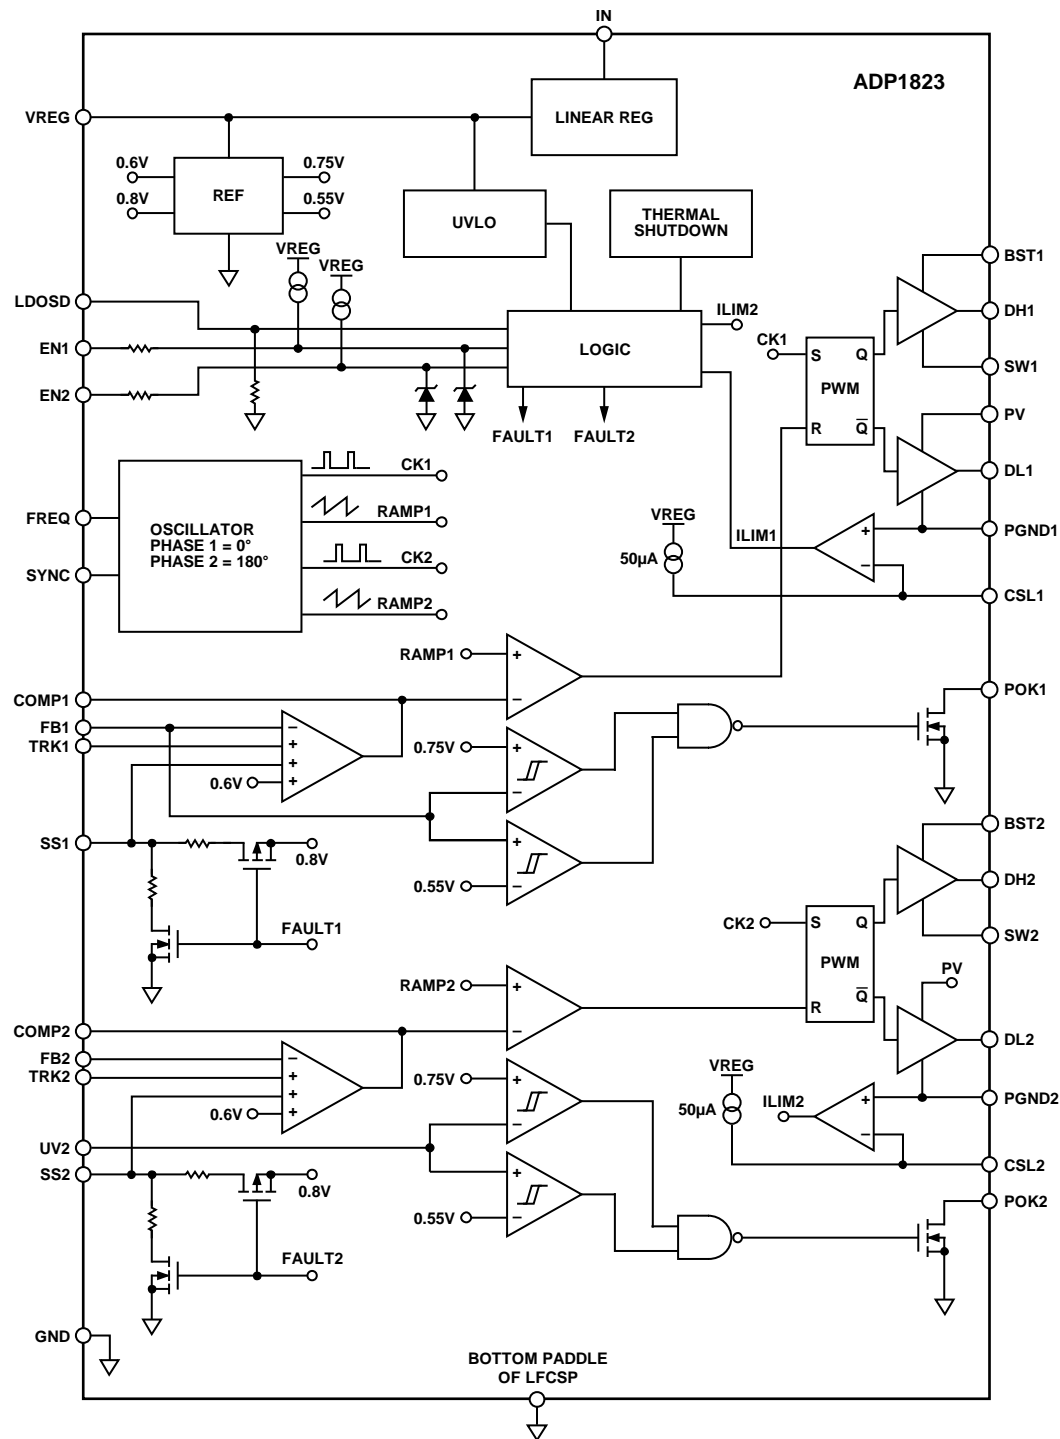 IN
ADP1823
VREG
LINEAR REG
0.6V
0.75V
REF
0.8V
0.55V
UVLO
THERMAL
SHUTDOWN
VREG
VREG
BST1
LDOSD
ILIM2
DH1
EN1
LOGIC
CK1
S
Q
SW1
PWM
EN2
FAULT1
FAULT2
R
Q
PV
CK1
DL1
FREQ
RAMP1
OSCILLATOR
PHASE 1 = 0°
PHASE 2 = 180°
VREG
ILIM1
+
PGND1
CK2
50µA
SYNC
–
CSL1
RAMP2
RAMP1
+
COMP1
–
POK1
FB1
–
TRK1
+
+
0.6V
+
0.75V
+
–
SS1
0.8V
+
0.55V
–
BST2
DH2
CK2
S
Q
FAULT1
SW2
PWM
PV
RAMP2
+
R
Q
COMP2
–
DL2
FB2
–
TRK2
+
+
0.6V
+
0.75V
+
VREG
50µA
ILIM2
+
PGND2
–
–
UV2
SS2
0.8V
+
CSL2
0.55V
–
POK2
FAULT2
GND
BOTTOM PADDLE
OF LFCSP